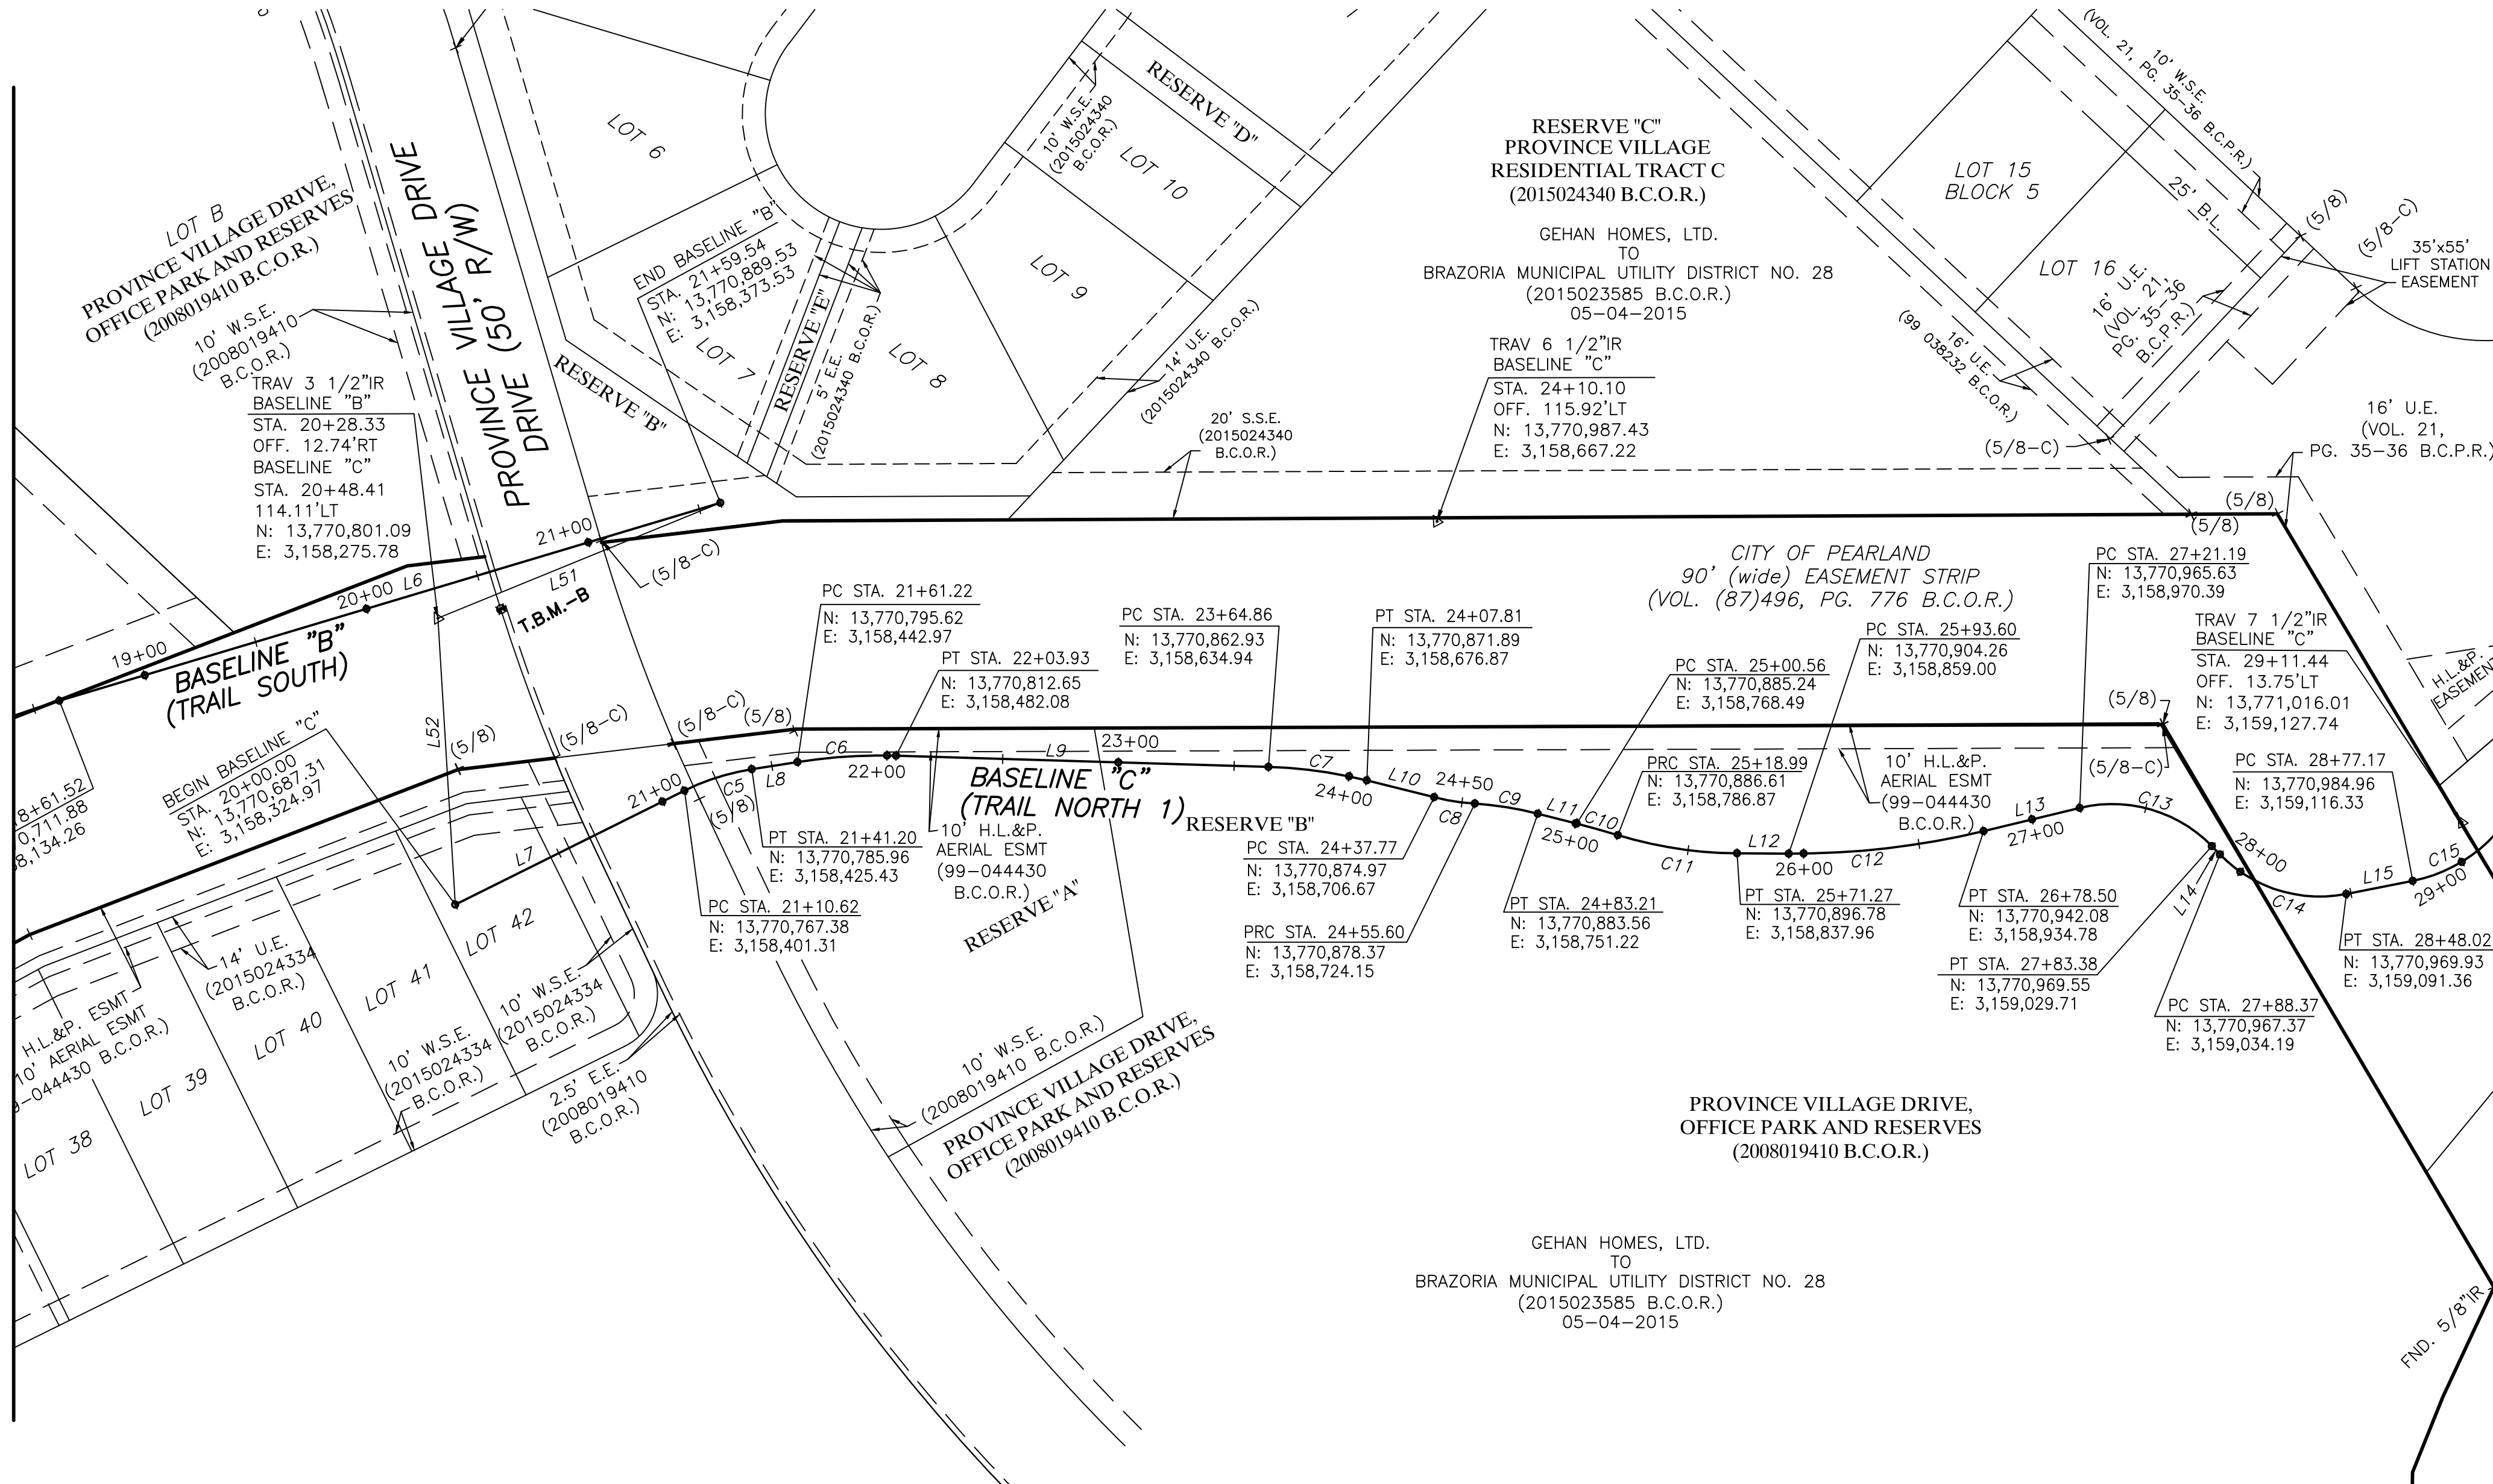 LOT B
PROVINCE VILLAGE DRIVE,
OFFICE PARK AND RESERVES
(2008019410 B.C.O.R.)
10' W.S.E.
(2008019410
B.C.O.R.)
TRAV 3 1/2"IR
BASELINE "B"
STA. 20+28.33
OFF. 12.74'RT
BASELINE "C"
STA. 20+48.41
114.11'LT
N: 13,770,801.09
E: 3,158,275.78
PROVINCE VILLAGE DRIVE
DRIVE (50' R/W)
LOT 6
END BASELINE "B"
STA. 21+59.54
N: 13,770,889.53
E: 3,158,373.53
LOT 7
RESERVE "B"
RESERVE "E"
5' E.E.
(2015024340 B.C.O.R.)
LOT 8
LOT 9
LOT 10
10' W.S.E.
(2015024340
B.C.O.R.)
RESERVE "D"
14' U.E.
(2015024340 B.C.O.R.)
20' S.S.E.
(2015024340
B.C.O.R.)
RESERVE "C"
PROVINCE VILLAGE
RESIDENTIAL TRACT C
(2015024340 B.C.O.R.)
GEHAN HOMES, LTD.
TO
BRAZORIA MUNICIPAL UTILITY DISTRICT NO. 28
(2015023585 B.C.O.R.)
05-04-2015
TRAV 6 1/2"IR
BASELINE "C"
STA. 24+10.10
OFF. 115.92'LT
N: 13,770,987.43
E: 3,158,667.22
10' W.S.E.
(VOL. 21, PG. 35-36 B.C.P.R.)
LOT 15
BLOCK 5
25' B.L.
LOT 16
16' U.E.
(VOL. 21,
PG. 35-36
B.C.P.R.)
16' U.E.
(99 038232 B.C.O.R.)
(5/8)
(5/8-C)
35'x55'
LIFT STATION
EASEMENT
(5/8-C)
16' U.E.
(VOL. 21,
PG. 35-36 B.C.P.R.)
(5/8)
(5/8)
CITY OF PEARLAND
90' (wide) EASEMENT STRIP
(VOL. (87)496, PG. 776 B.C.O.R.)
H.L.&P.
EASEMENT
19+00
20+00
L6
21+00
L51
(5/8-C)
T.B.M.-B
BASELINE "B"
(TRAIL SOUTH)
L52
18+61.52
0,711.88
8,134.26
BEGIN BASELINE "C"
STA. 20+00.00
N: 13,770,687.31
E: 3,158,324.97
(5/8)
(5/8-C)
(5/8-C)
(5/8)
PC STA. 21+61.22
N: 13,770,795.62
E: 3,158,442.97
PT STA. 22+03.93
N: 13,770,812.65
E: 3,158,482.08
PC STA. 23+64.86
N: 13,770,862.93
E: 3,158,634.94
PT STA. 24+07.81
N: 13,770,871.89
E: 3,158,676.87
PC STA. 25+00.56
N: 13,770,885.24
E: 3,158,768.49
PC STA. 25+93.60
N: 13,770,904.26
E: 3,158,859.00
PC STA. 27+21.19
N: 13,770,965.63
E: 3,158,970.39
TRAV 7 1/2"IR
BASELINE "C"
STA. 29+11.44
OFF. 13.75'LT
N: 13,771,016.01
E: 3,159,127.74
PC STA. 28+77.17
N: 13,770,984.96
E: 3,159,116.33
(5/8)
(5/8-C)
L7
21+00
C5
(5/8)
L8
C6
22+00
L9
23+00
BASELINE "C"
(TRAIL NORTH 1)
C7
24+00
L10
24+50
C8
C9
L11
25+00
C10
C11
L12
26+00
C12
L13
27+00
C13
28+00
L14
C14
L15
C15
29+00
RESERVE "B"
10' H.L.&P.
AERIAL ESMT
(99-044430
B.C.O.R.)
RESERVE "A"
PT STA. 21+41.20
N: 13,770,785.96
E: 3,158,425.43
PC STA. 21+10.62
N: 13,770,767.38
E: 3,158,401.31
PC STA. 24+37.77
N: 13,770,874.97
E: 3,158,706.67
PRC STA. 24+55.60
N: 13,770,878.37
E: 3,158,724.15
PRC STA. 25+18.99
N: 13,770,886.61
E: 3,158,786.87
PT STA. 24+83.21
N: 13,770,883.56
E: 3,158,751.22
PT STA. 25+71.27
N: 13,770,896.78
E: 3,158,837.96
10' H.L.&P.
AERIAL ESMT
(99-044430
B.C.O.R.)
PT STA. 26+78.50
N: 13,770,942.08
E: 3,158,934.78
PT STA. 27+83.38
N: 13,770,969.55
E: 3,159,029.71
PC STA. 27+88.37
N: 13,770,967.37
E: 3,159,034.19
PT STA. 28+48.02
N: 13,770,969.93
E: 3,159,091.36
H.L.&P. ESMT
10' AERIAL ESMT
9-044430 B.C.O.R.)
14' U.E.
(2015024334
B.C.O.R.)
LOT 38
LOT 39
LOT 40
LOT 41
LOT 42
10' W.S.E.
(2015024334
B.C.O.R.)
10' W.S.E.
(2015024334
B.C.O.R.)
2.5' E.E.
(2008019410
B.C.O.R.)
10' W.S.E.
(2008019410 B.C.O.R.)
PROVINCE VILLAGE DRIVE,
OFFICE PARK AND RESERVES
(2008019410 B.C.O.R.)
PROVINCE VILLAGE DRIVE,
OFFICE PARK AND RESERVES
(2008019410 B.C.O.R.)
GEHAN HOMES, LTD.
TO
BRAZORIA MUNICIPAL UTILITY DISTRICT NO. 28
(2015023585 B.C.O.R.)
05-04-2015
FND. 5/8"IR